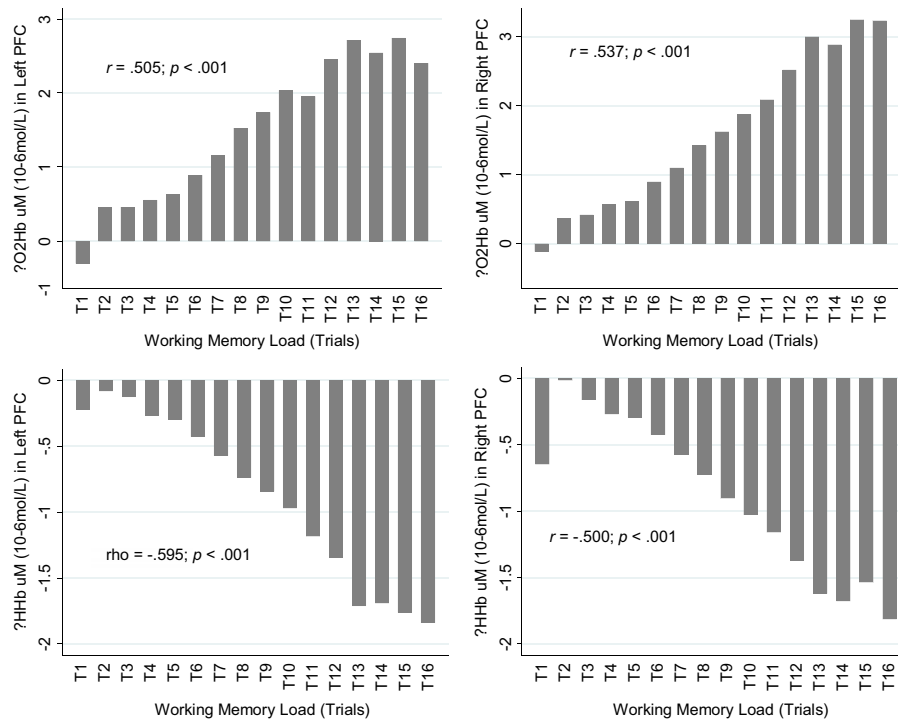 ?O2Hb uM (10-6mol/L) in Left PFC
3
2
1
0
-1
r = .505; p < .001
T1 T2 T3 T4 T5 T6 T7 T8 T9 T10 T11 T12 T13 T14 T15 T16
Working Memory Load (Trials)
?O2Hb uM (10-6mol/L) in Right PFC
3
2
1
0
r = .537; p < .001
T1 T2 T3 T4 T5 T6 T7 T8 T9 T10 T11 T12 T13 T14 T15 T16
Working Memory Load (Trials)
?HHb uM (10-6mol/L) in Left PFC
0
-.5
-1
-1.5
-2
rho = -.595; p < .001
T1 T2 T3 T4 T5 T6 T7 T8 T9 T10 T11 T12 T13 T14 T15 T16
Working Memory Load (Trials)
?HHb uM (10-6mol/L) in Right PFC
0
-.5
-1
-1.5
-2
r = -.500; p < .001
T1 T2 T3 T4 T5 T6 T7 T8 T9 T10 T11 T12 T13 T14 T15 T16
Working Memory Load (Trials)